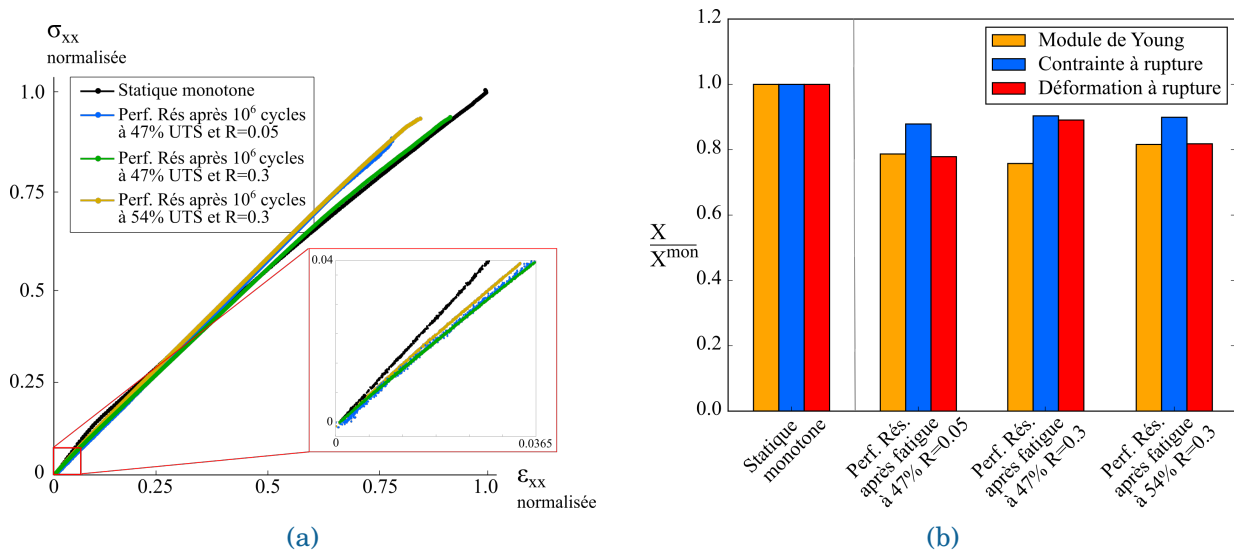 σxx
normalisée
1.0
0.75
0.5
0.25
0
0
0.25
0.5
0.75
1.0
εxx
normalisée
Statique monotone
Perf. Rés après 10⁶ cycles
à 47% UTS et R=0.05
Perf. Rés après 10⁶ cycles
à 47% UTS et R=0.3
Perf. Rés après 10⁶ cycles
à 54% UTS et R=0.3
0.04
0
0
0.0365
(a)
1.2
1.0
0.8
0.6
0.4
0.2
0.0
X
X^mon
Module de Young
Contrainte à rupture
Déformation à rupture
Statique
monotone
Perf. Rés.
après fatigue
à 47% R=0.05
Perf. Rés.
après fatigue
à 47% R=0.3
Perf. Rés.
après fatigue
à 54% R=0.3
(b)